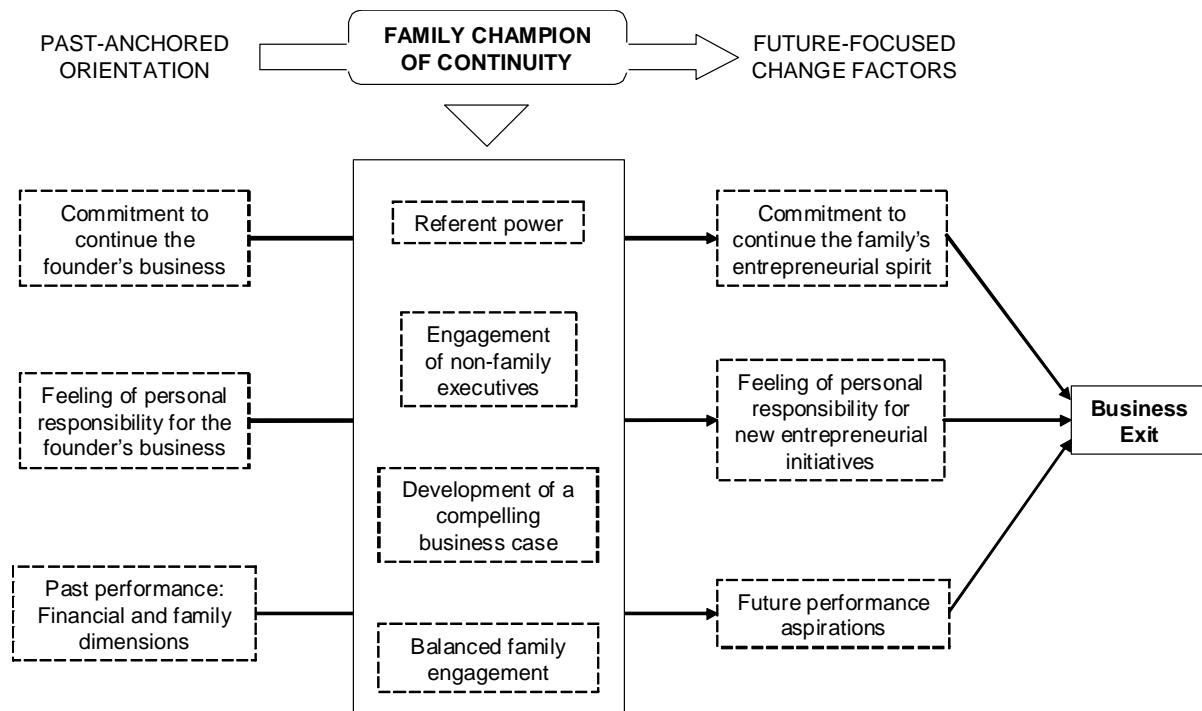 PAST-ANCHORED
ORIENTATION
FAMILY CHAMPION
OF CONTINUITY
FUTURE-FOCUSED
CHANGE FACTORS
Commitment to
continue the
founder’s business
Feeling of personal
responsibility for the
founder’s business
Past performance:
Financial and family
dimensions
Referent power
Engagement
of non-family
executives
Development of a
compelling
business case
Balanced family
engagement
Commitment to
continue the family’s
entrepreneurial spirit
Feeling of personal
responsibility for
new entrepreneurial
initiatives
Future performance
aspirations
Business
Exit